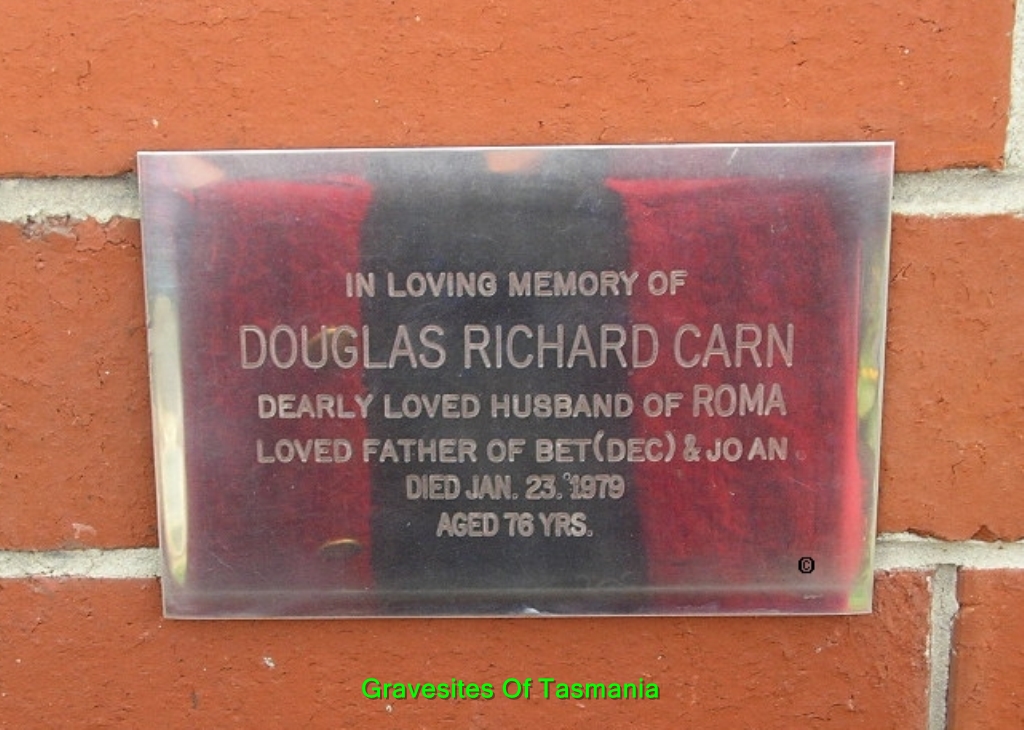 IN LOVING MEMORY OF
DOUGLAS RICHARD CARN
DEARLY LOVED HUSBAND OF ROMA
LOVED FATHER OF BET (DEC) & JOAN
DIED JAN. 23. 1979
AGED 76 YRS.
©
Gravesites Of Tasmania